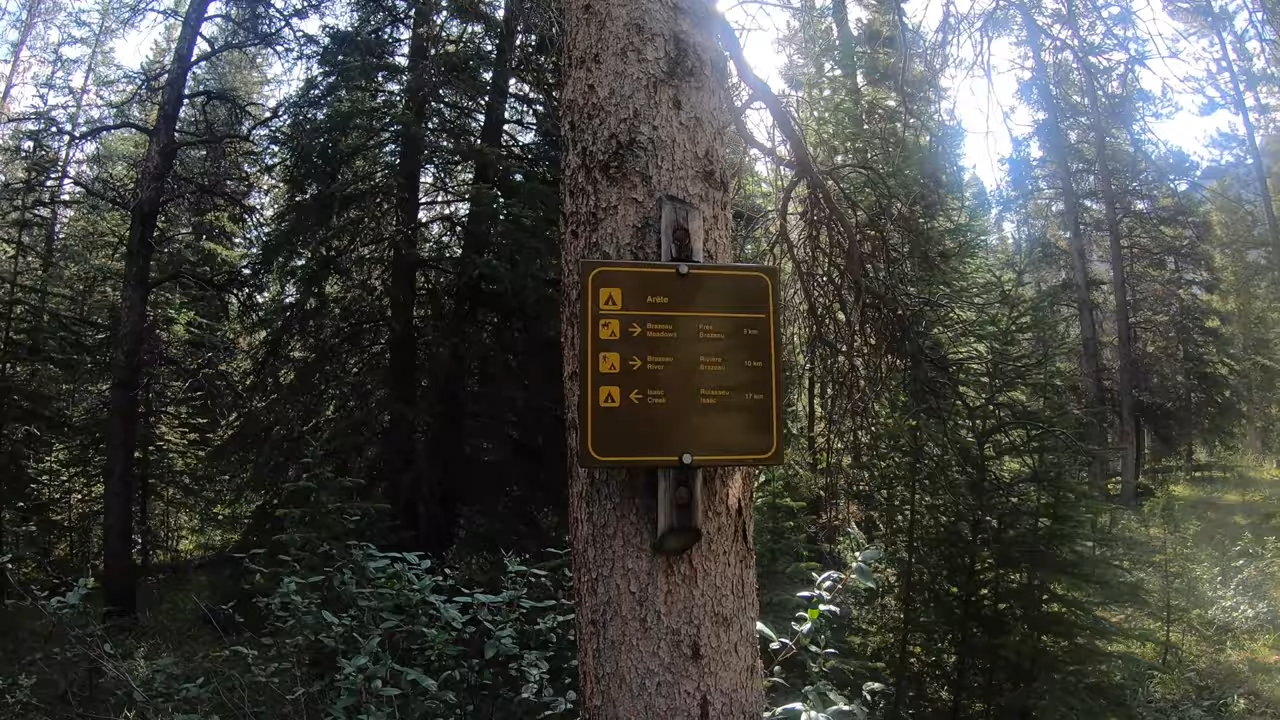 Arête
Brazeau Prés
Meadows Brazeau 9 km
Brazeau Rivière
River Brazeau 10 km
Isaac Ruisseau
Creek Isaac 17 km